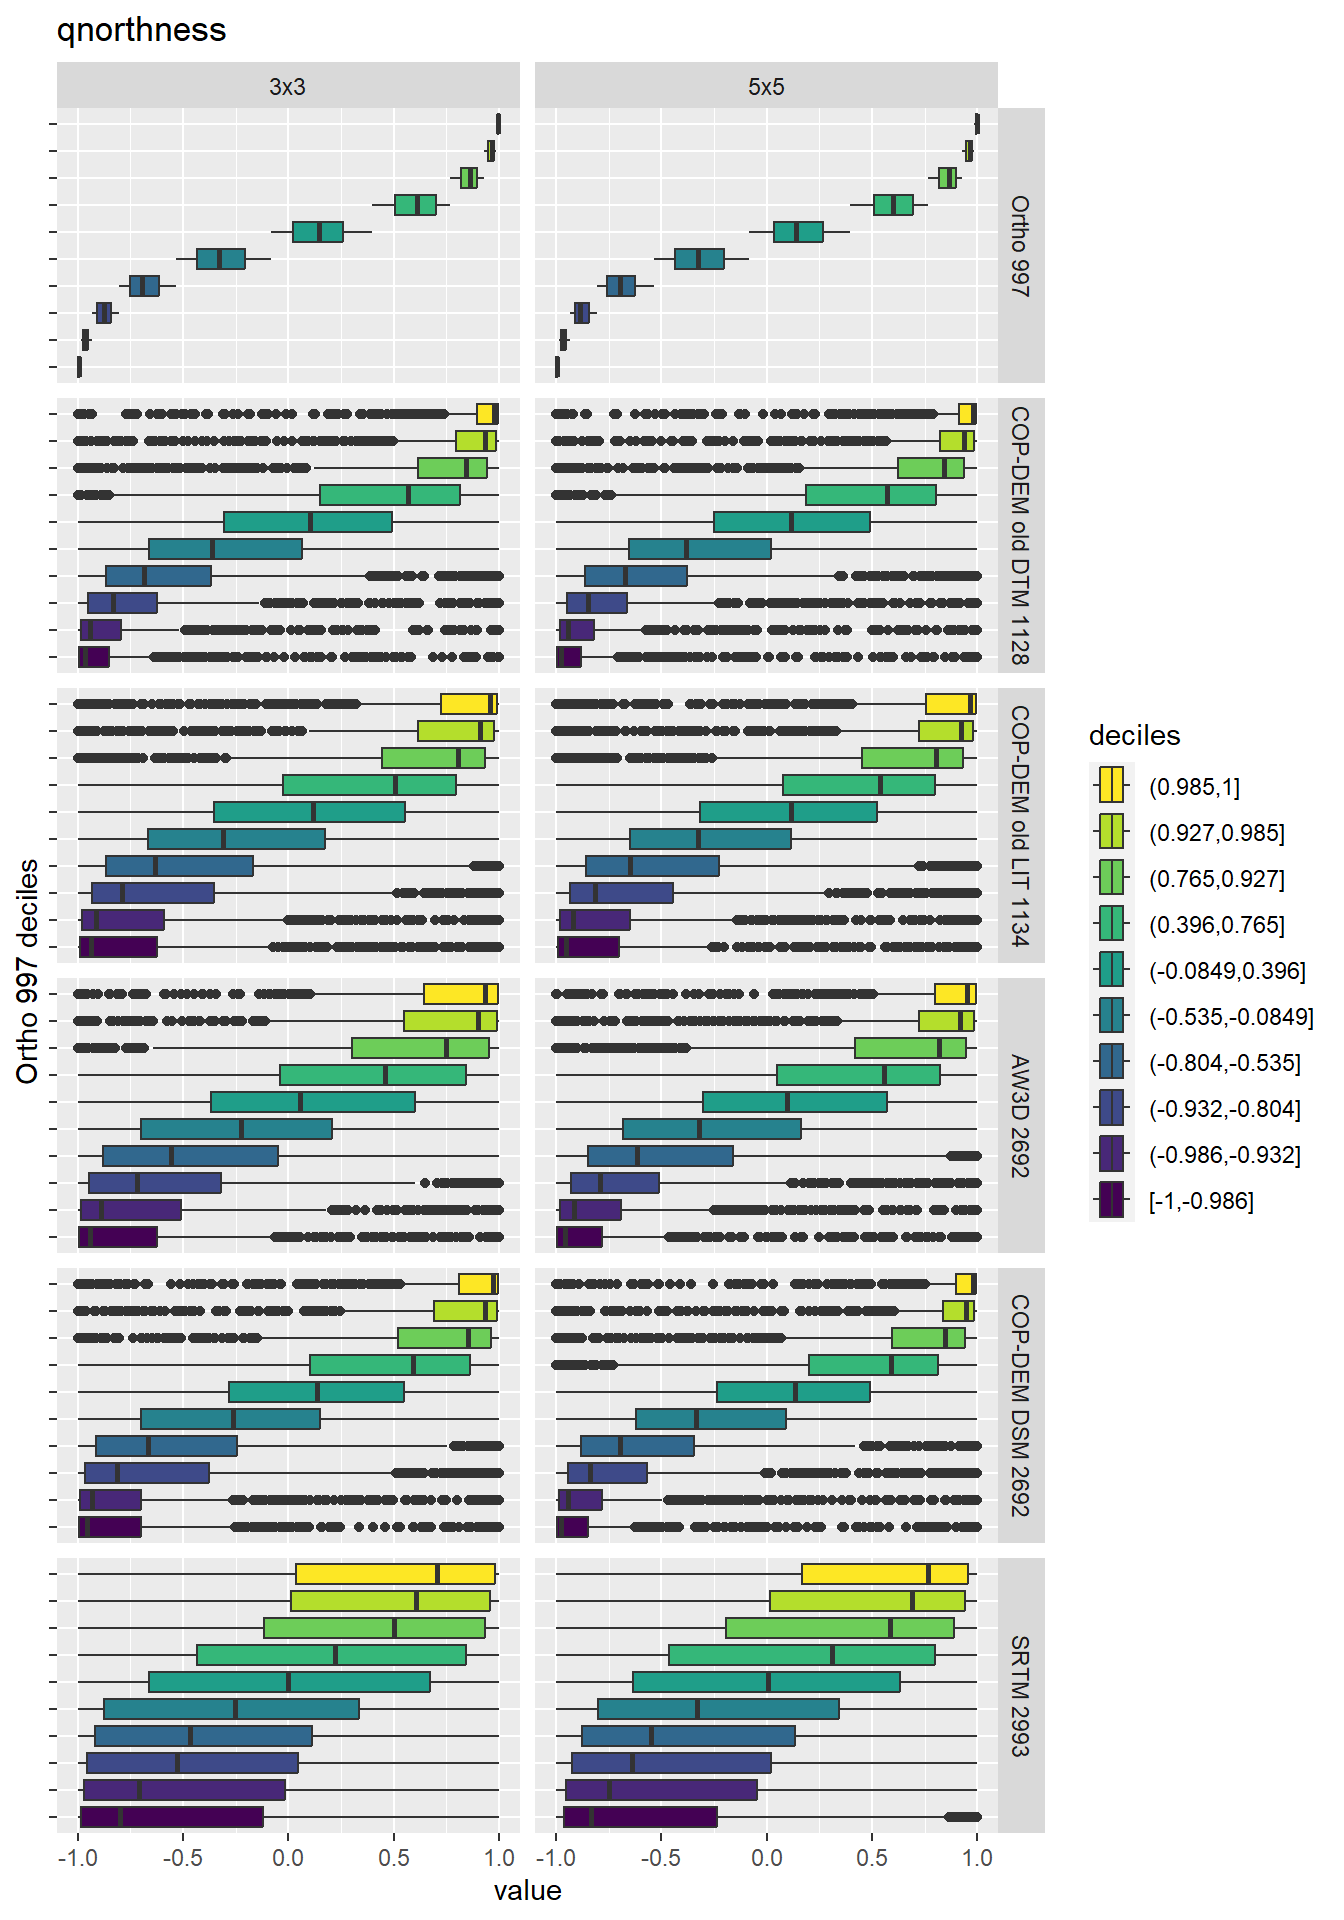 qnorthness
3x3
5x5
Ortho 997
COP-DEM old DTM 1128
COP-DEM old LIT 1134
AW3D 2692
COP-DEM DSM 2692
SRTM 2993
Ortho 997 deciles
-1.0
-0.5
0.0
0.5
1.0
-1.0
-0.5
0.0
0.5
1.0
value
deciles
(0.985,1]
(0.927,0.985]
(0.765,0.927]
(0.396,0.765]
(-0.0849,0.396]
(-0.535,-0.0849]
(-0.804,-0.535]
(-0.932,-0.804]
(-0.986,-0.932]
[-1,-0.986]